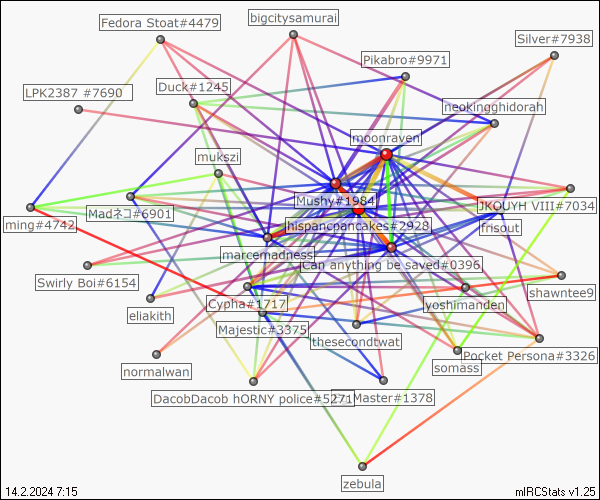 Fedora Stoat#4479
bigcitysamurai
Silver#7938
Pikabro#9971
LPK2387 #7690
Duck#1245
neokingghidorah
moonraven
mukszi
Mushy#1984
JKOUYH VIII#7034
ming#4742
Madネコ#6901
hispancpancakes#2928
frisout
marcemadness
Can anything be saved#0396
Swirly Boi#6154
shawntee9
Cypha#1717
yoshimanden
eliakith
Majestic#3375
thesecondtwat
Pocket Persona#3326
normalwan
somass
DacobDacob hORNY police#5271
Master#1378
zebula
14.2.2024 7:15
mIRCStats v1.25